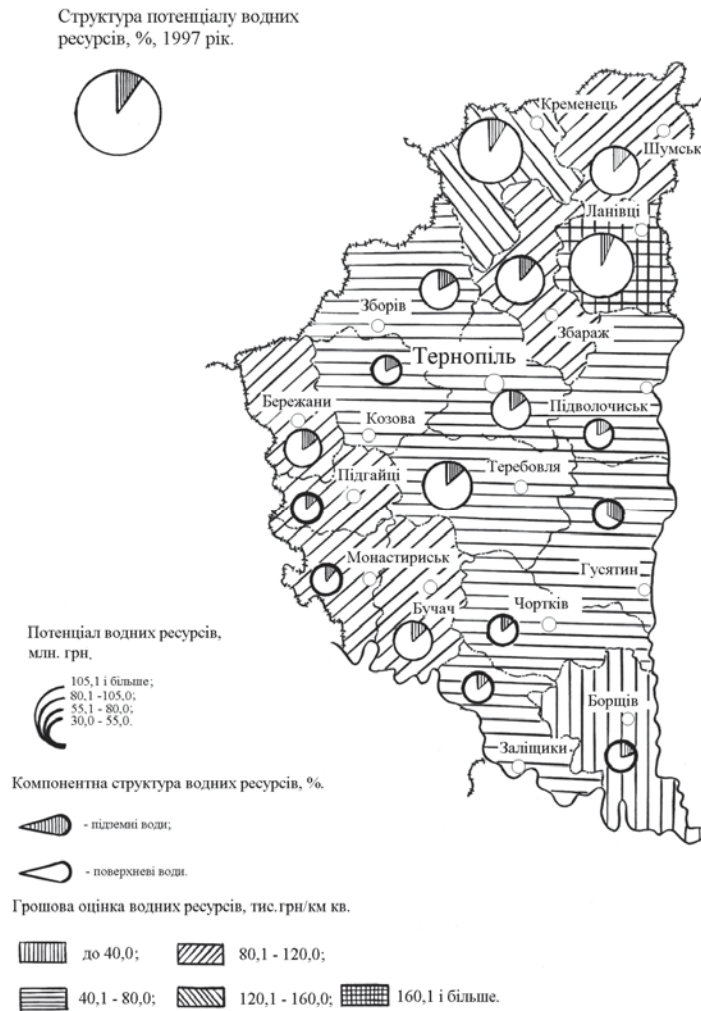 Структура потенціалу водних
ресурсів, %, 1997 рік.
Кременець
Шумськ
Ланівці
Зборів
Збараж
Тернопіль
Бережани
Підволочиськ
Козова
Теребовля
Підгайці
Монастириськ
Гусятин
Бучач
Чортків
Борщів
Заліщики
Потенціал водних ресурсів,
млн. грн.
105,1 і більше;
80,1 -105,0;
55,1 - 80,0;
30,0 - 55,0.
Компонентна структура водних ресурсів, %.
- підземні води;
- поверхневі води.
Грошова оцінка водних ресурсів, тис.грн/км кв.
до 40,0; 80,1 - 120,0;
40,1 - 80,0; 120,1 - 160,0; 160,1 і більше.